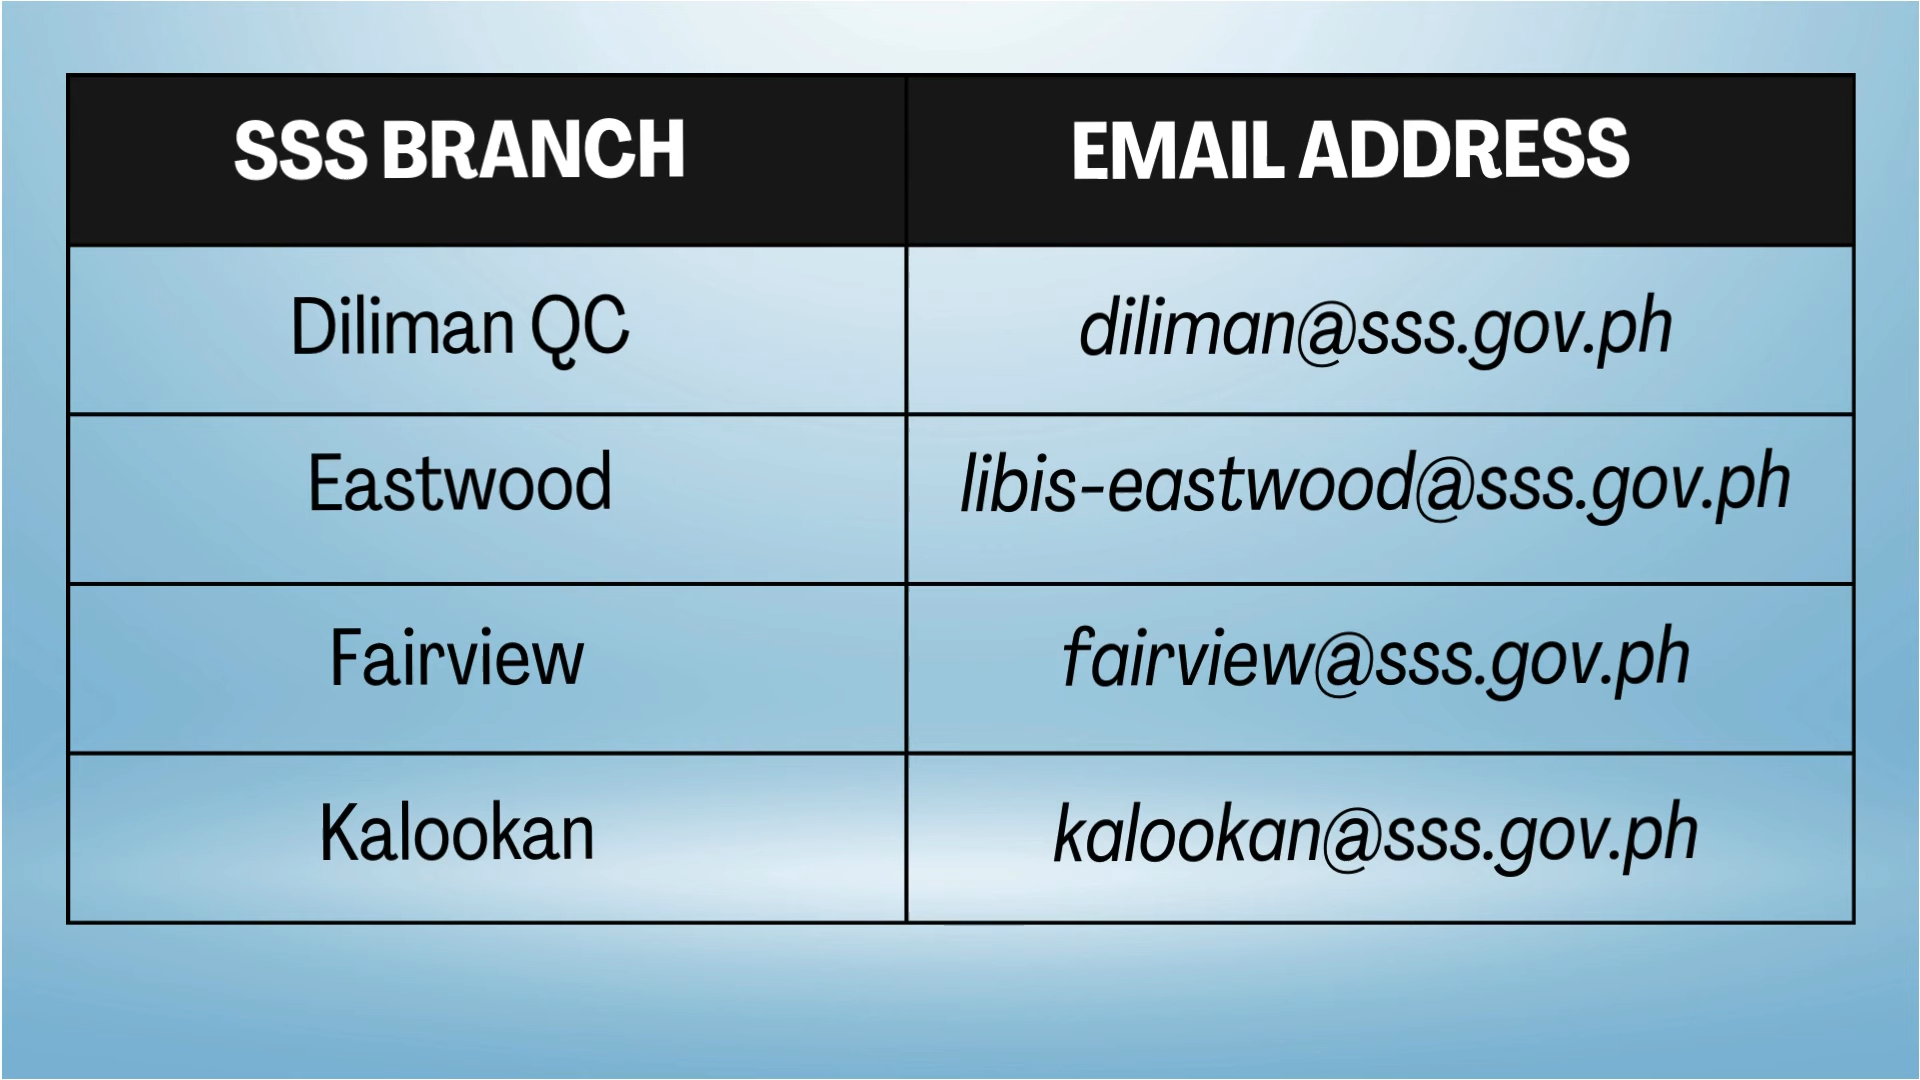 SSS BRANCH EMAIL ADDRESS
Diliman QC diliman@sss.gov.ph
Eastwood libis-eastwood@sss.gov.ph
Fairview fairview@sss.gov.ph
Kalookan kalookan@sss.gov.ph